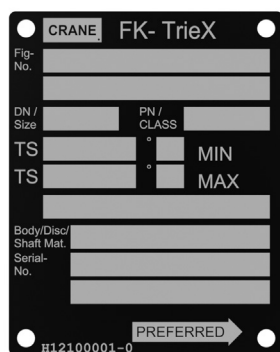 CRANE. FK- TrieX
Fig-
No.
DN / PN /
Size CLASS
TS ° MIN
TS ° MAX
Body/Disc/
Shaft Mat.
Serial-
No.
PREFERRED
H12100001-0